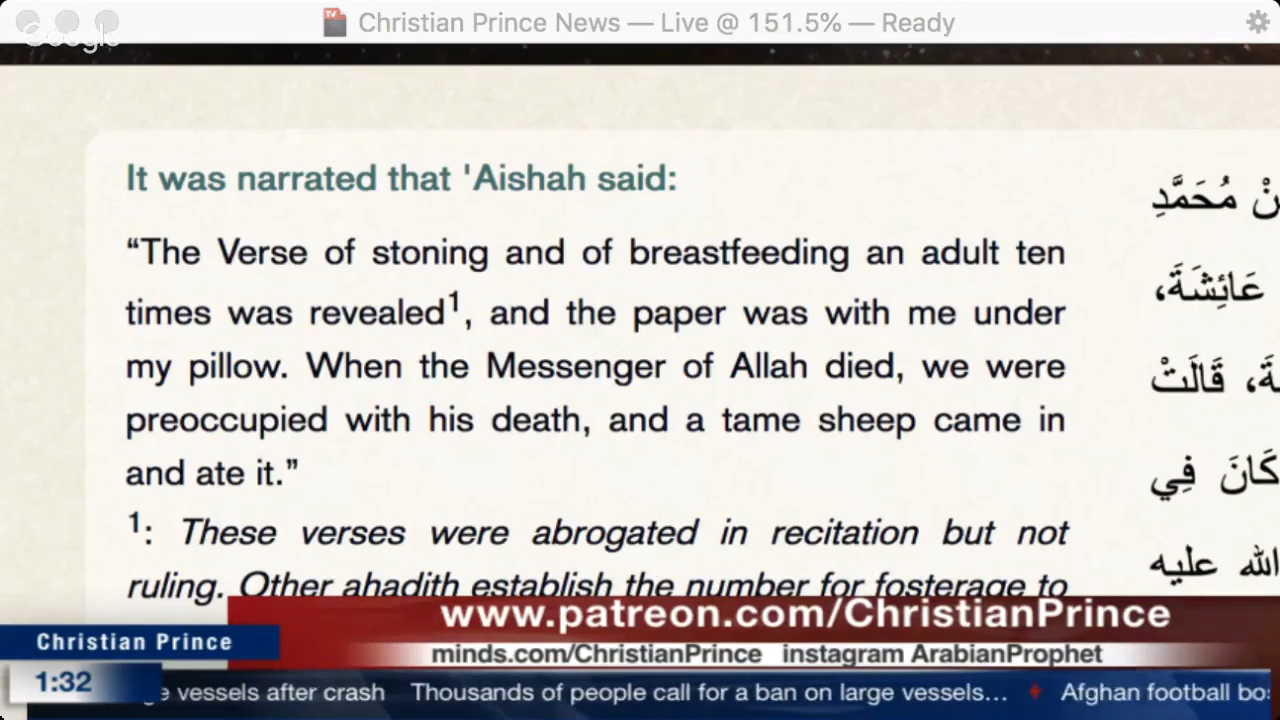 Christian Prince News — Live @ 151.5% — Ready
Google
It was narrated that 'Aishah said:
“The Verse of stoning and of breastfeeding an adult ten
times was revealed1, and the paper was with me under
my pillow. When the Messenger of Allah died, we were
preoccupied with his death, and a tame sheep came in
and ate it.”
1: These verses were abrogated in recitation but not
ruling. Other ahadith establish the number for fosterage to
نْ مُحَمَّدِ
عَائِشَةَ،
ةَ، قَالَتْ
كَانَ فِي
الله عليه
www.patreon.com/ChristianPrince
Christian Prince
minds.com/ChristianPrince instagram ArabianProphet
1:32
e vessels after crash Thousands of people call for a ban on large vessels... Afghan football bos